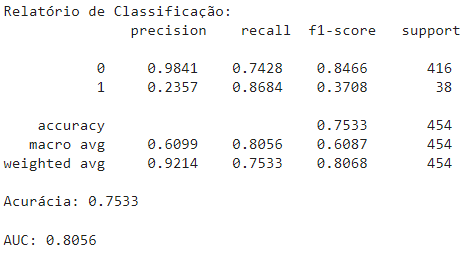 Relatório de Classificação:
precision recall f1-score support
0 0.9841 0.7428 0.8466 416
1 0.2357 0.8684 0.3708 38
accuracy 0.7533 454
macro avg 0.6099 0.8056 0.6087 454
weighted avg 0.9214 0.7533 0.8068 454
Acurácia: 0.7533
AUC: 0.8056